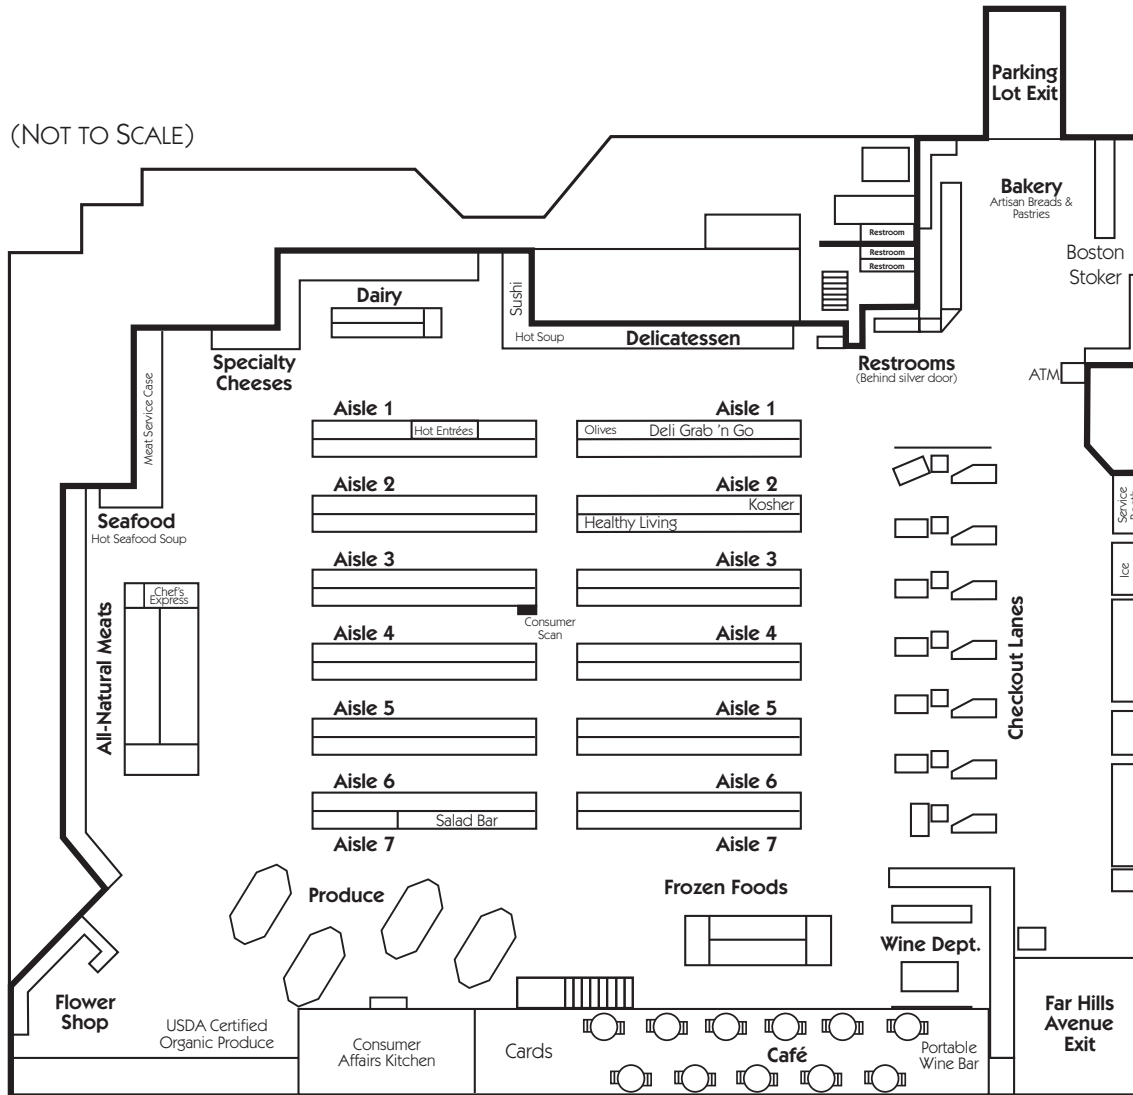 Parking
Lot Exit
(NOT TO SCALE)
Bakery
Artisan Breads &
Pastries
Restroom
Restroom
Restroom
Boston
Stoker
Sushi
Dairy
Hot Soup
Delicatessen
Specialty
Cheeses
Restrooms
(Behind silver door)
ATM
Meat Service Case
Aisle 1
Aisle 1
Hot Entrées
Olives
Deli Grab 'n Go
Aisle 2
Aisle 2
Kosher
Healthy Living
Service
Seafood
Hot Seafood Soup
Aisle 3
Aisle 3
Ice
Chef's
Express
Consumer
Scan
All-Natural Meats
Aisle 4
Aisle 4
Checkout Lanes
Aisle 5
Aisle 5
Aisle 6
Aisle 6
Salad Bar
Aisle 7
Aisle 7
Produce
Frozen Foods
Wine Dept.
Flower
Shop
USDA Certified
Organic Produce
Consumer
Affairs Kitchen
Cards
Café
Portable
Wine Bar
Far Hills
Avenue
Exit